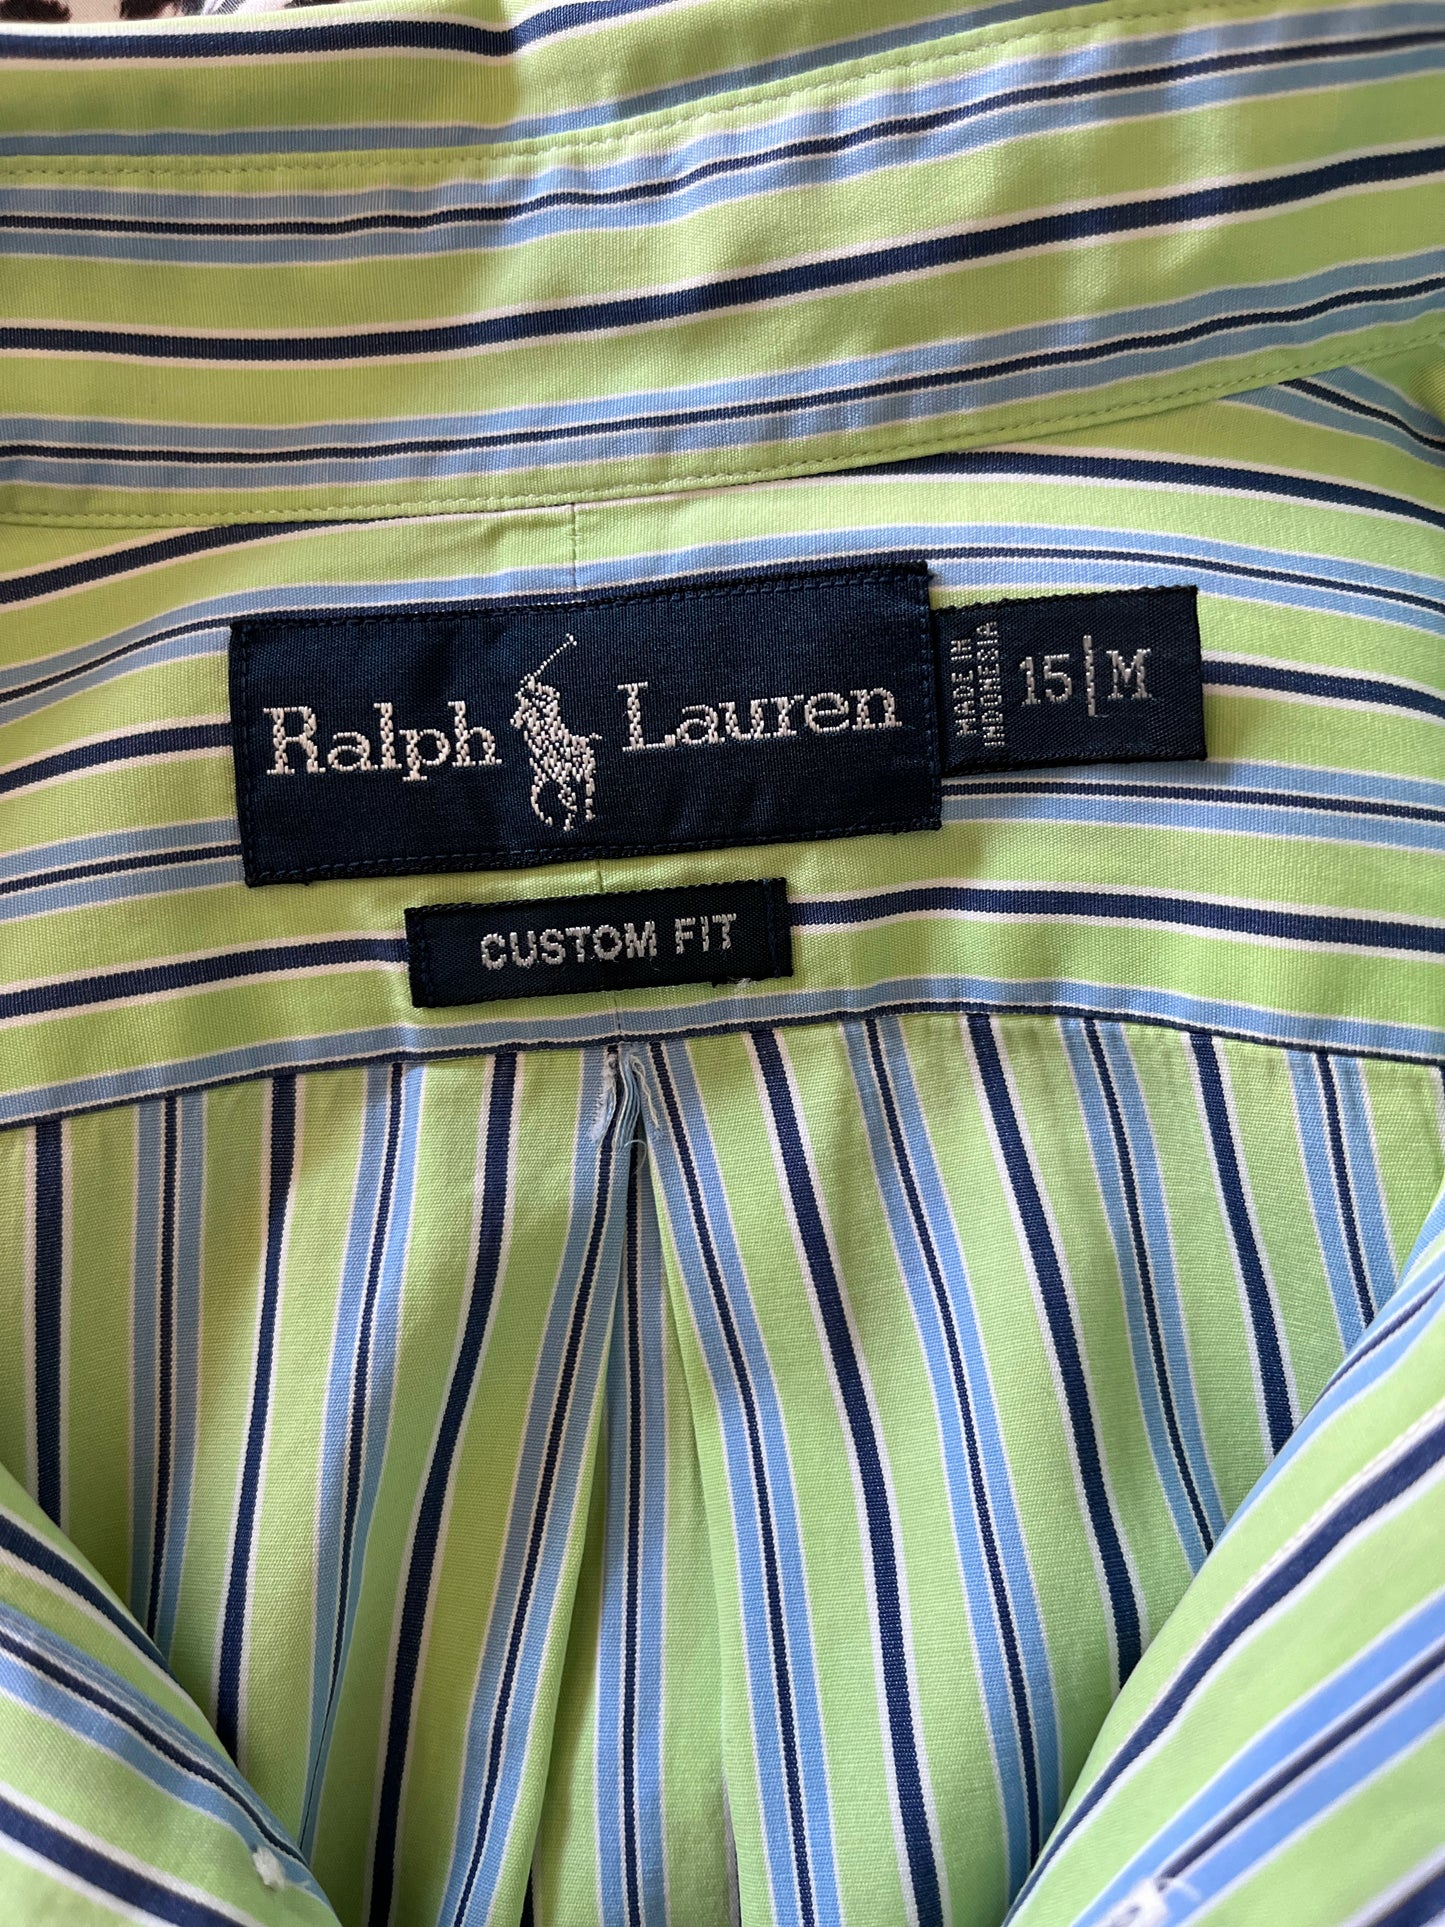 Ralph Lauren
MADE IN
INDONESIA
15|M
CUSTOM FIT